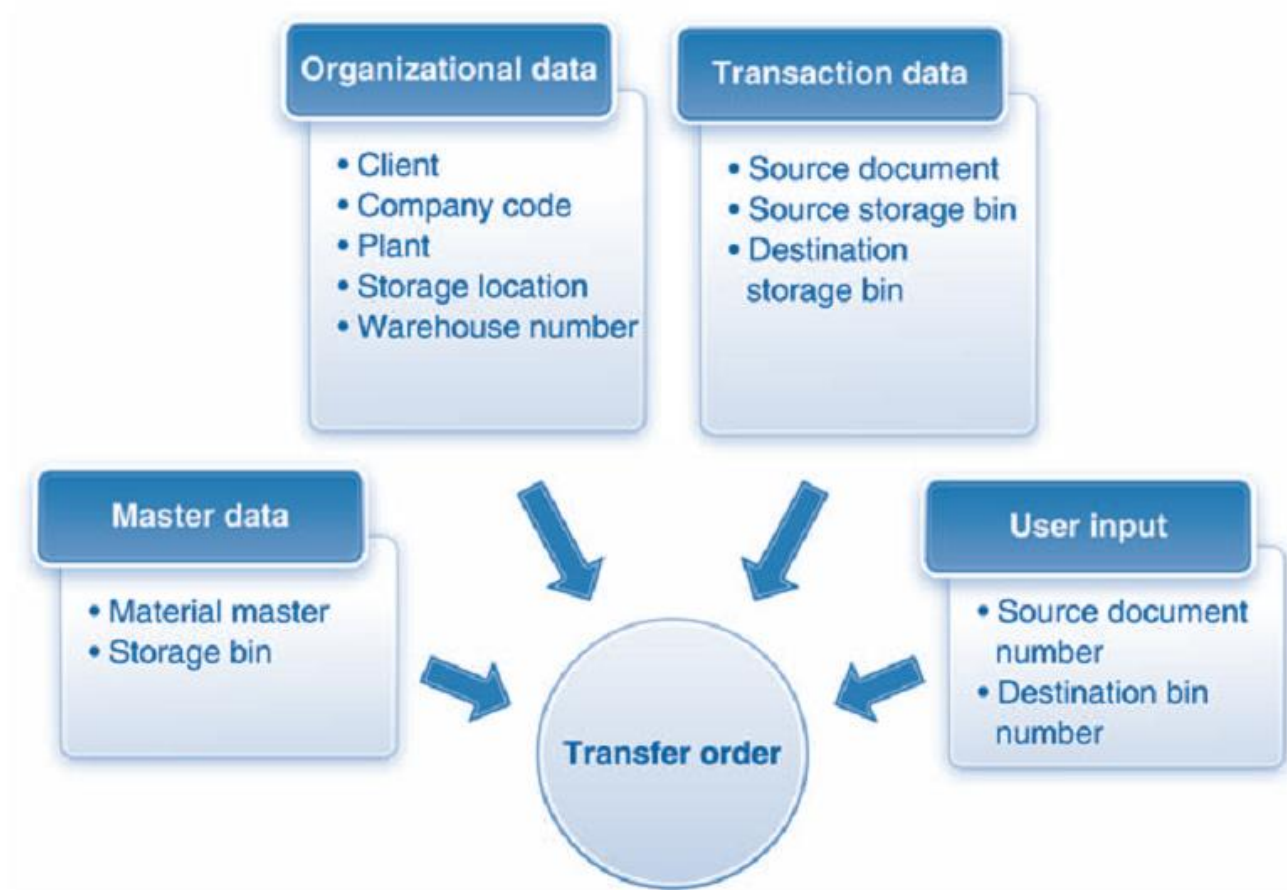 Organizational data
• Client
• Company code
• Plant
• Storage location
• Warehouse number
Transaction data
• Source document
• Source storage bin
• Destination
storage bin
Master data
• Material master
• Storage bin
User input
• Source document
number
• Destination bin
number
Transfer order